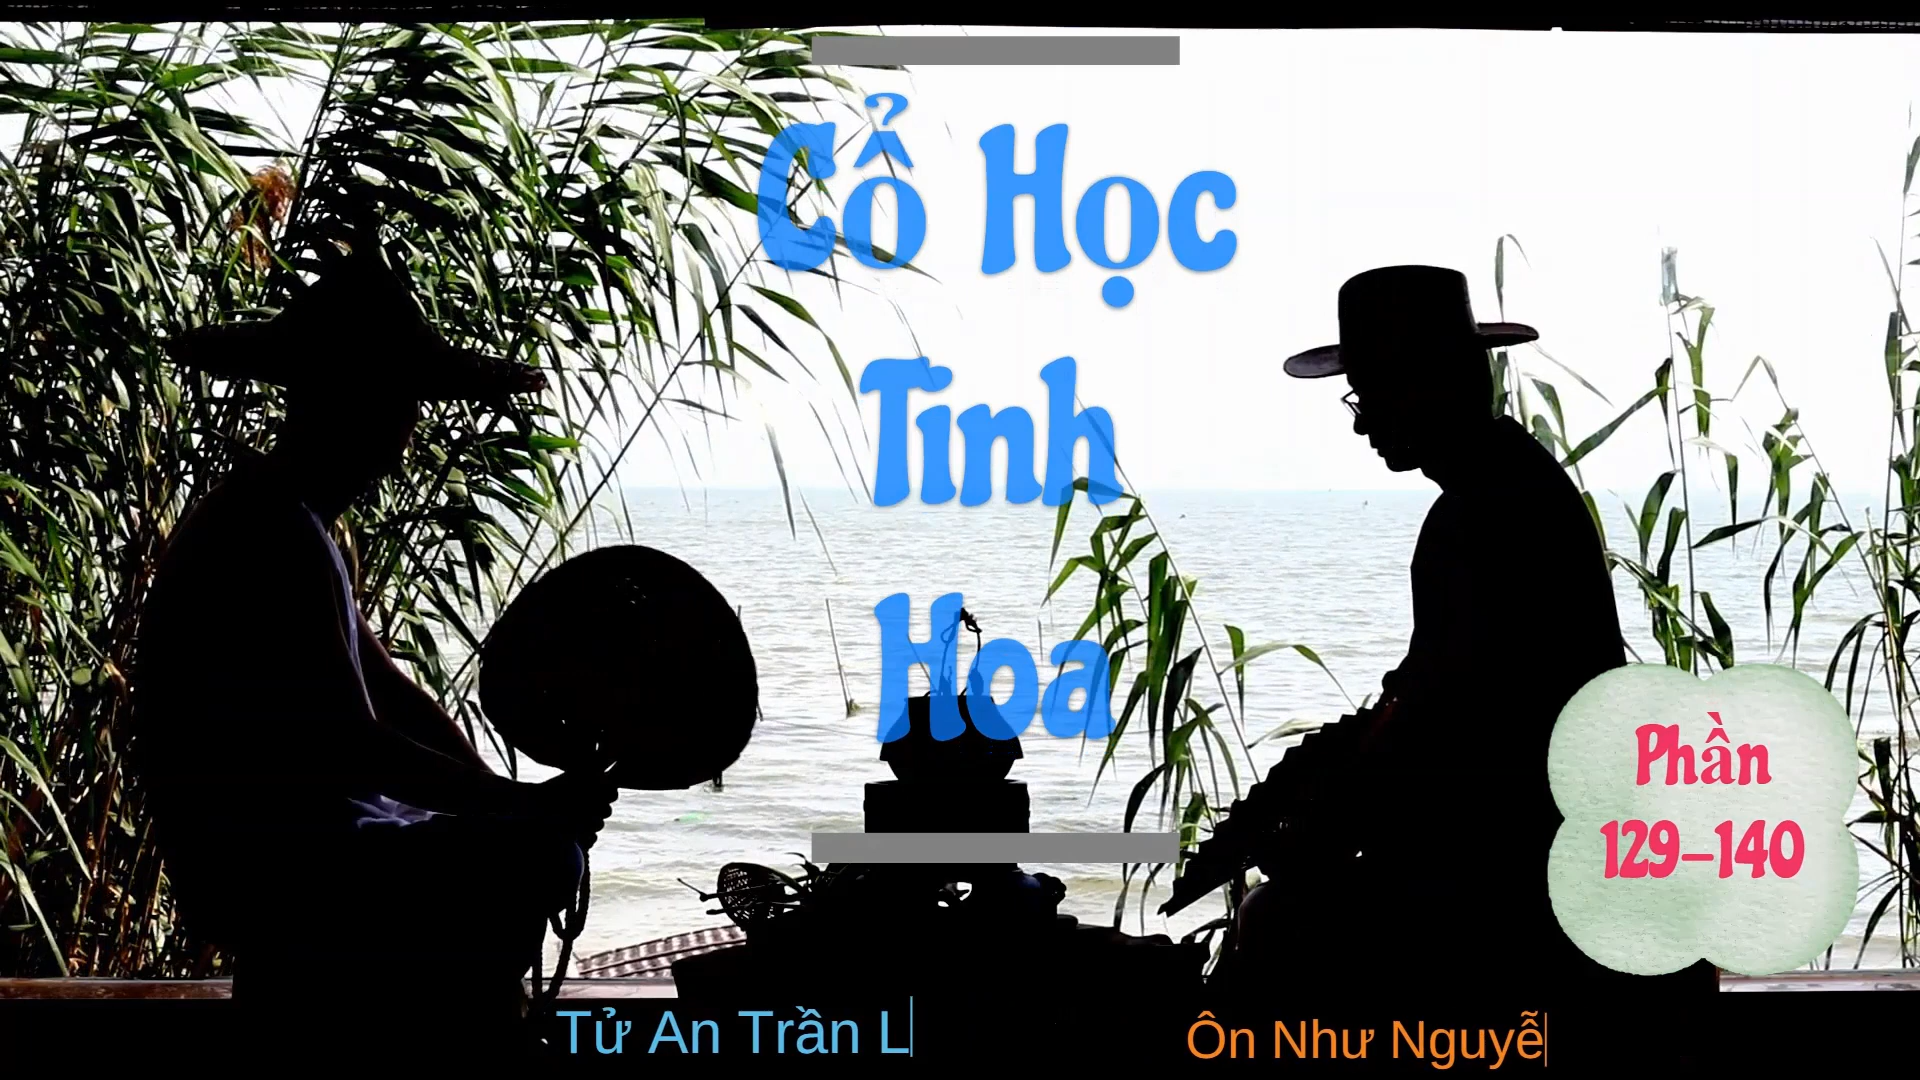 Cổ Học
Tinh
Hoa
Phần
129-140
Tử An Trần L
Ôn Như Nguyễ